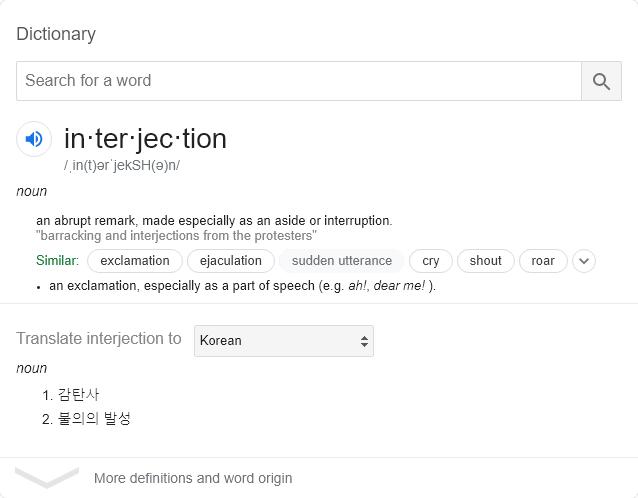 Dictionary
Search for a word
in·ter·jec·tion
/ˌin(t)ərˈjekSH(ə)n/
noun
an abrupt remark, made especially as an aside or interruption.
"barracking and interjections from the protesters"
Similar: exclamation ejaculation sudden utterance cry shout roar
• an exclamation, especially as a part of speech (e.g. ah!, dear me! ).
Translate interjection to Korean
noun
1. 감탄사
2. 불의의 발성
More definitions and word origin